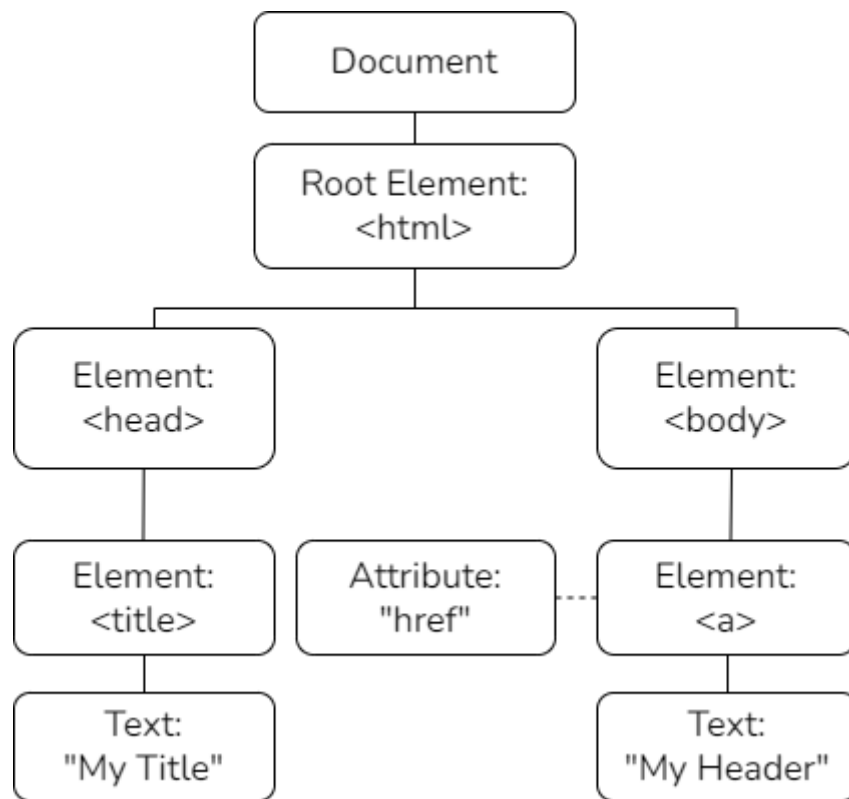 Document
Root Element:
<html>
Element:
<head>
Element:
<body>
Element:
<title>
Attribute:
"href"
Element:
<a>
Text:
"My Title"
Text:
"My Header"